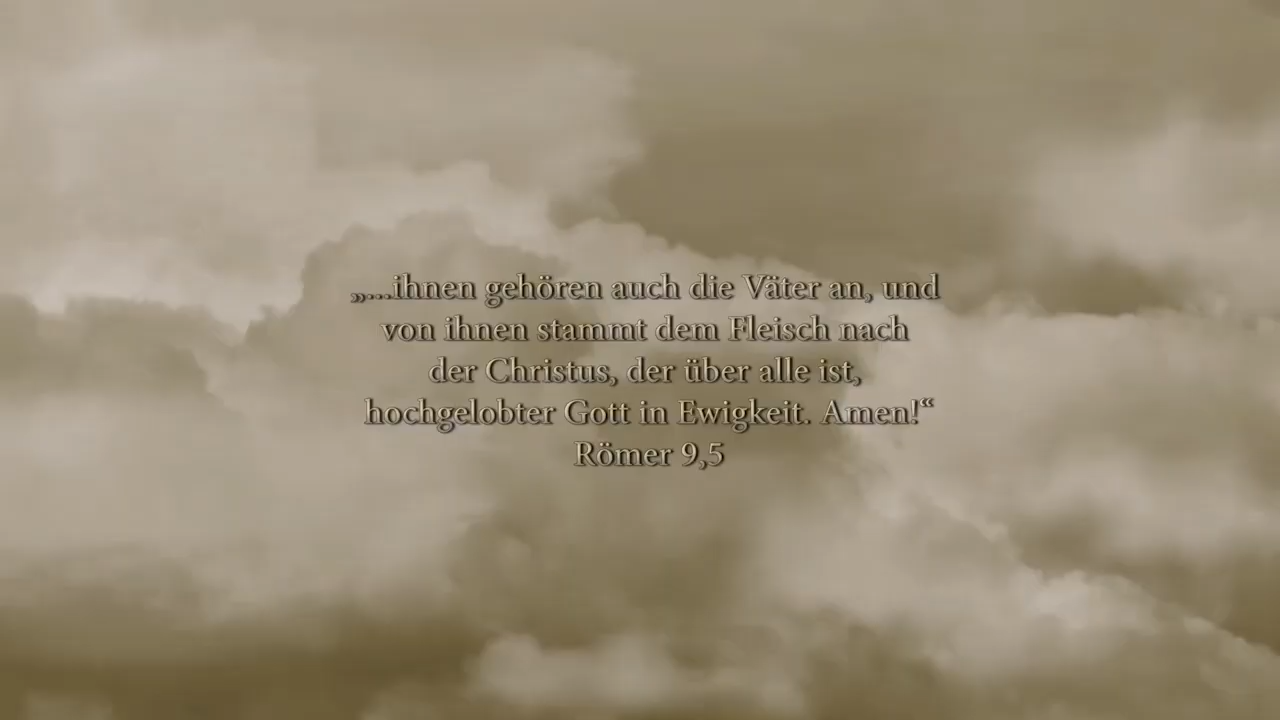 „...ihnen gehören auch die Väter an, und
von ihnen stammt dem Fleisch nach
der Christus, der über alle ist,
hochgelobter Gott in Ewigkeit. Amen!“
Römer 9,5